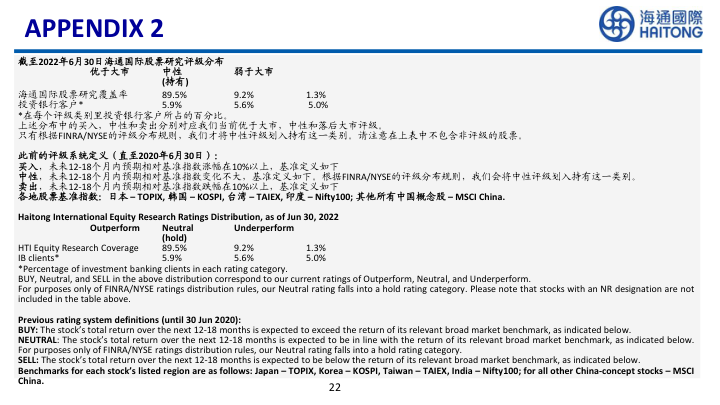 APPENDIX 2
海通國際
HAITONG
截至2022年6月30日海通国际股票研究评级分布
优于大市 中性 弱于大市
(持有)
海通国际股票研究覆盖率 89.5% 9.2% 1.3%
投资银行客户* 5.9% 5.6% 5.0%
*在每个评级类别里投资银行客户所占的百分比。
上述分布中的买入，中性和卖出分别对应我们当前优于大市，中性和落后大市评级。
只有根据FINRA/NYSE的评级分布规则，我们才将中性评级划入持有这一类别。请注意在上表中不包含非评级的股票。
此前的评级系统定义（直至2020年6月30日）：
买入，未来12-18个月内预期相对基准指数涨幅在10%以上，基准定义如下
中性，未来12-18个月内预期相对基准指数变化不大，基准定义如下。根据FINRA/NYSE的评级分布规则，我们会将中性评级划入持有这一类别。
卖出，未来12-18个月内预期相对基准指数跌幅在10%以上，基准定义如下
各地股票基准指数：日本 – TOPIX, 韩国 – KOSPI, 台湾 – TAIEX, 印度 – Nifty100; 其他所有中国概念股 – MSCI China.
Haitong International Equity Research Ratings Distribution, as of Jun 30, 2022
Outperform Neutral Underperform
(hold)
HTI Equity Research Coverage 89.5% 9.2% 1.3%
IB clients* 5.9% 5.6% 5.0%
*Percentage of investment banking clients in each rating category.
BUY, Neutral, and SELL in the above distribution correspond to our current ratings of Outperform, Neutral, and Underperform.
For purposes only of FINRA/NYSE ratings distribution rules, our Neutral rating falls into a hold rating category. Please note that stocks with an NR designation are not
included in the table above.
Previous rating system definitions (until 30 Jun 2020):
BUY: The stock’s total return over the next 12-18 months is expected to exceed the return of its relevant broad market benchmark, as indicated below.
NEUTRAL: The stock’s total return over the next 12-18 months is expected to be in line with the return of its relevant broad market benchmark, as indicated below.
For purposes only of FINRA/NYSE ratings distribution rules, our Neutral rating falls into a hold rating category.
SELL: The stock’s total return over the next 12-18 months is expected to be below the return of its relevant broad market benchmark, as indicated below.
Benchmarks for each stock’s listed region are as follows: Japan – TOPIX, Korea – KOSPI, Taiwan – TAIEX, India – Nifty100; for all other China-concept stocks – MSCI
China.
22